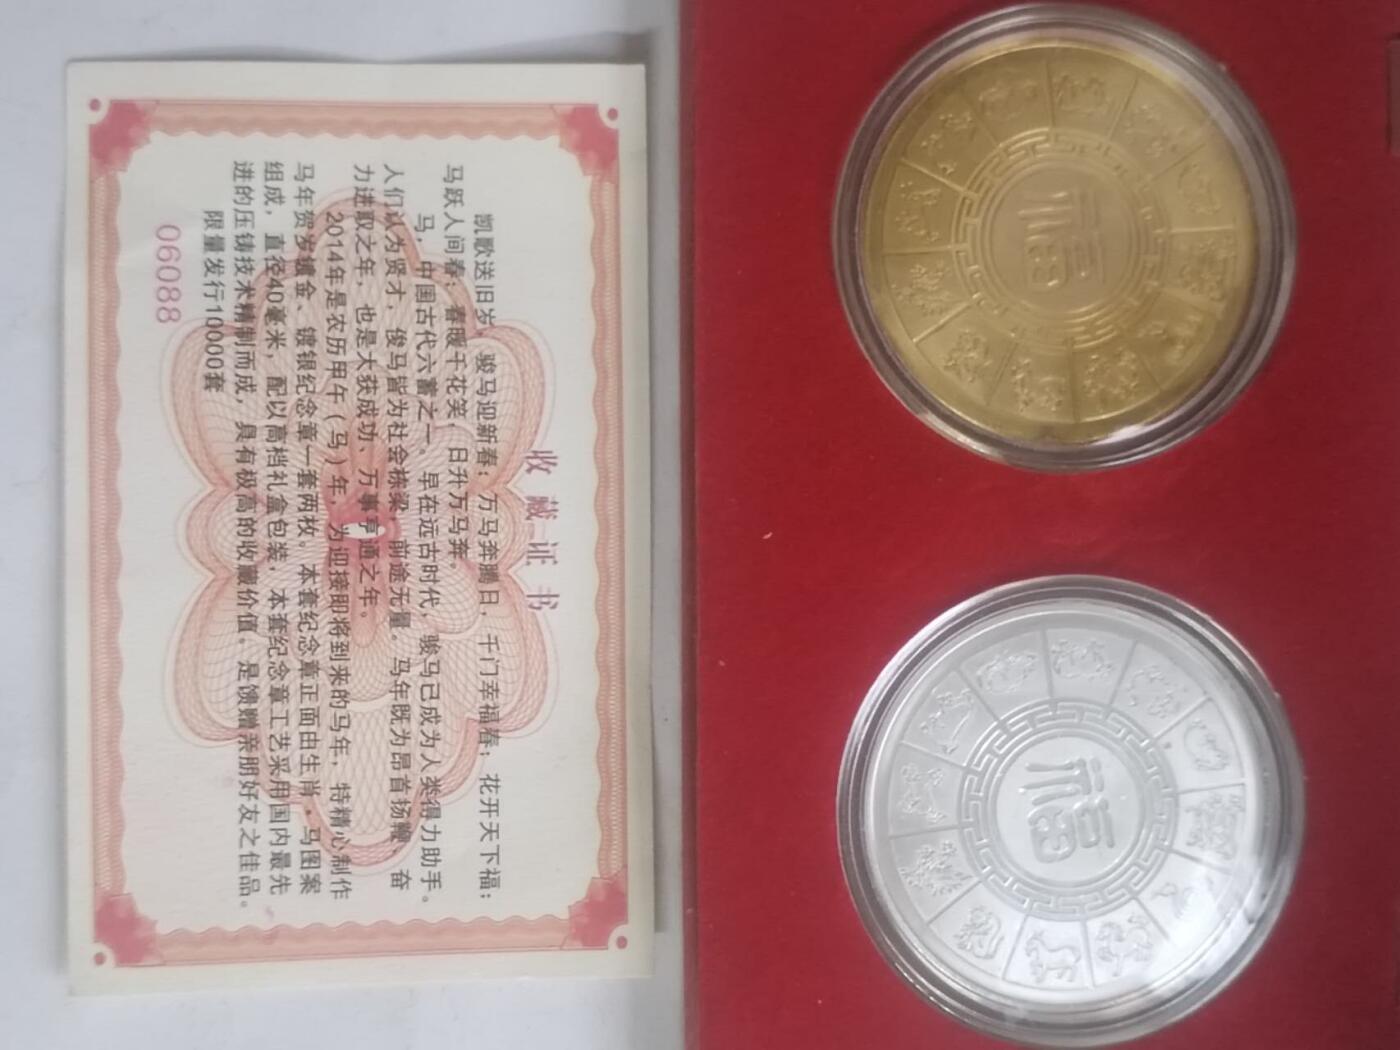 收藏证书
凯歌送旧岁，骏马迎新春；万马奔腾日，千门幸福春；花开天下福；
马跃人间春；春暖千花笑，日升万马奔。
马，中国古代六畜之一。早在远古时代，骏马已成为人类得力助手。
人们认为贤才，俊马皆为社会栋梁，前途无量。马年既为昂首扬鞭、奋
力进取之年，也是大获成功、万事亨通之年。
2014年是农历甲午（马）年，为迎接即将到来的马年，特精心制作
马年贺岁镀金、镀银纪念章一套两枚。本套纪念章正面由生肖·马图案
组成，直径40毫米，配以高档礼盒包装，本套纪念章工艺采用国内最先
进的压铸技术精制而成，具有极高的收藏价值。是馈赠亲朋好友之佳品。
限量发行10000套
06088
福
福